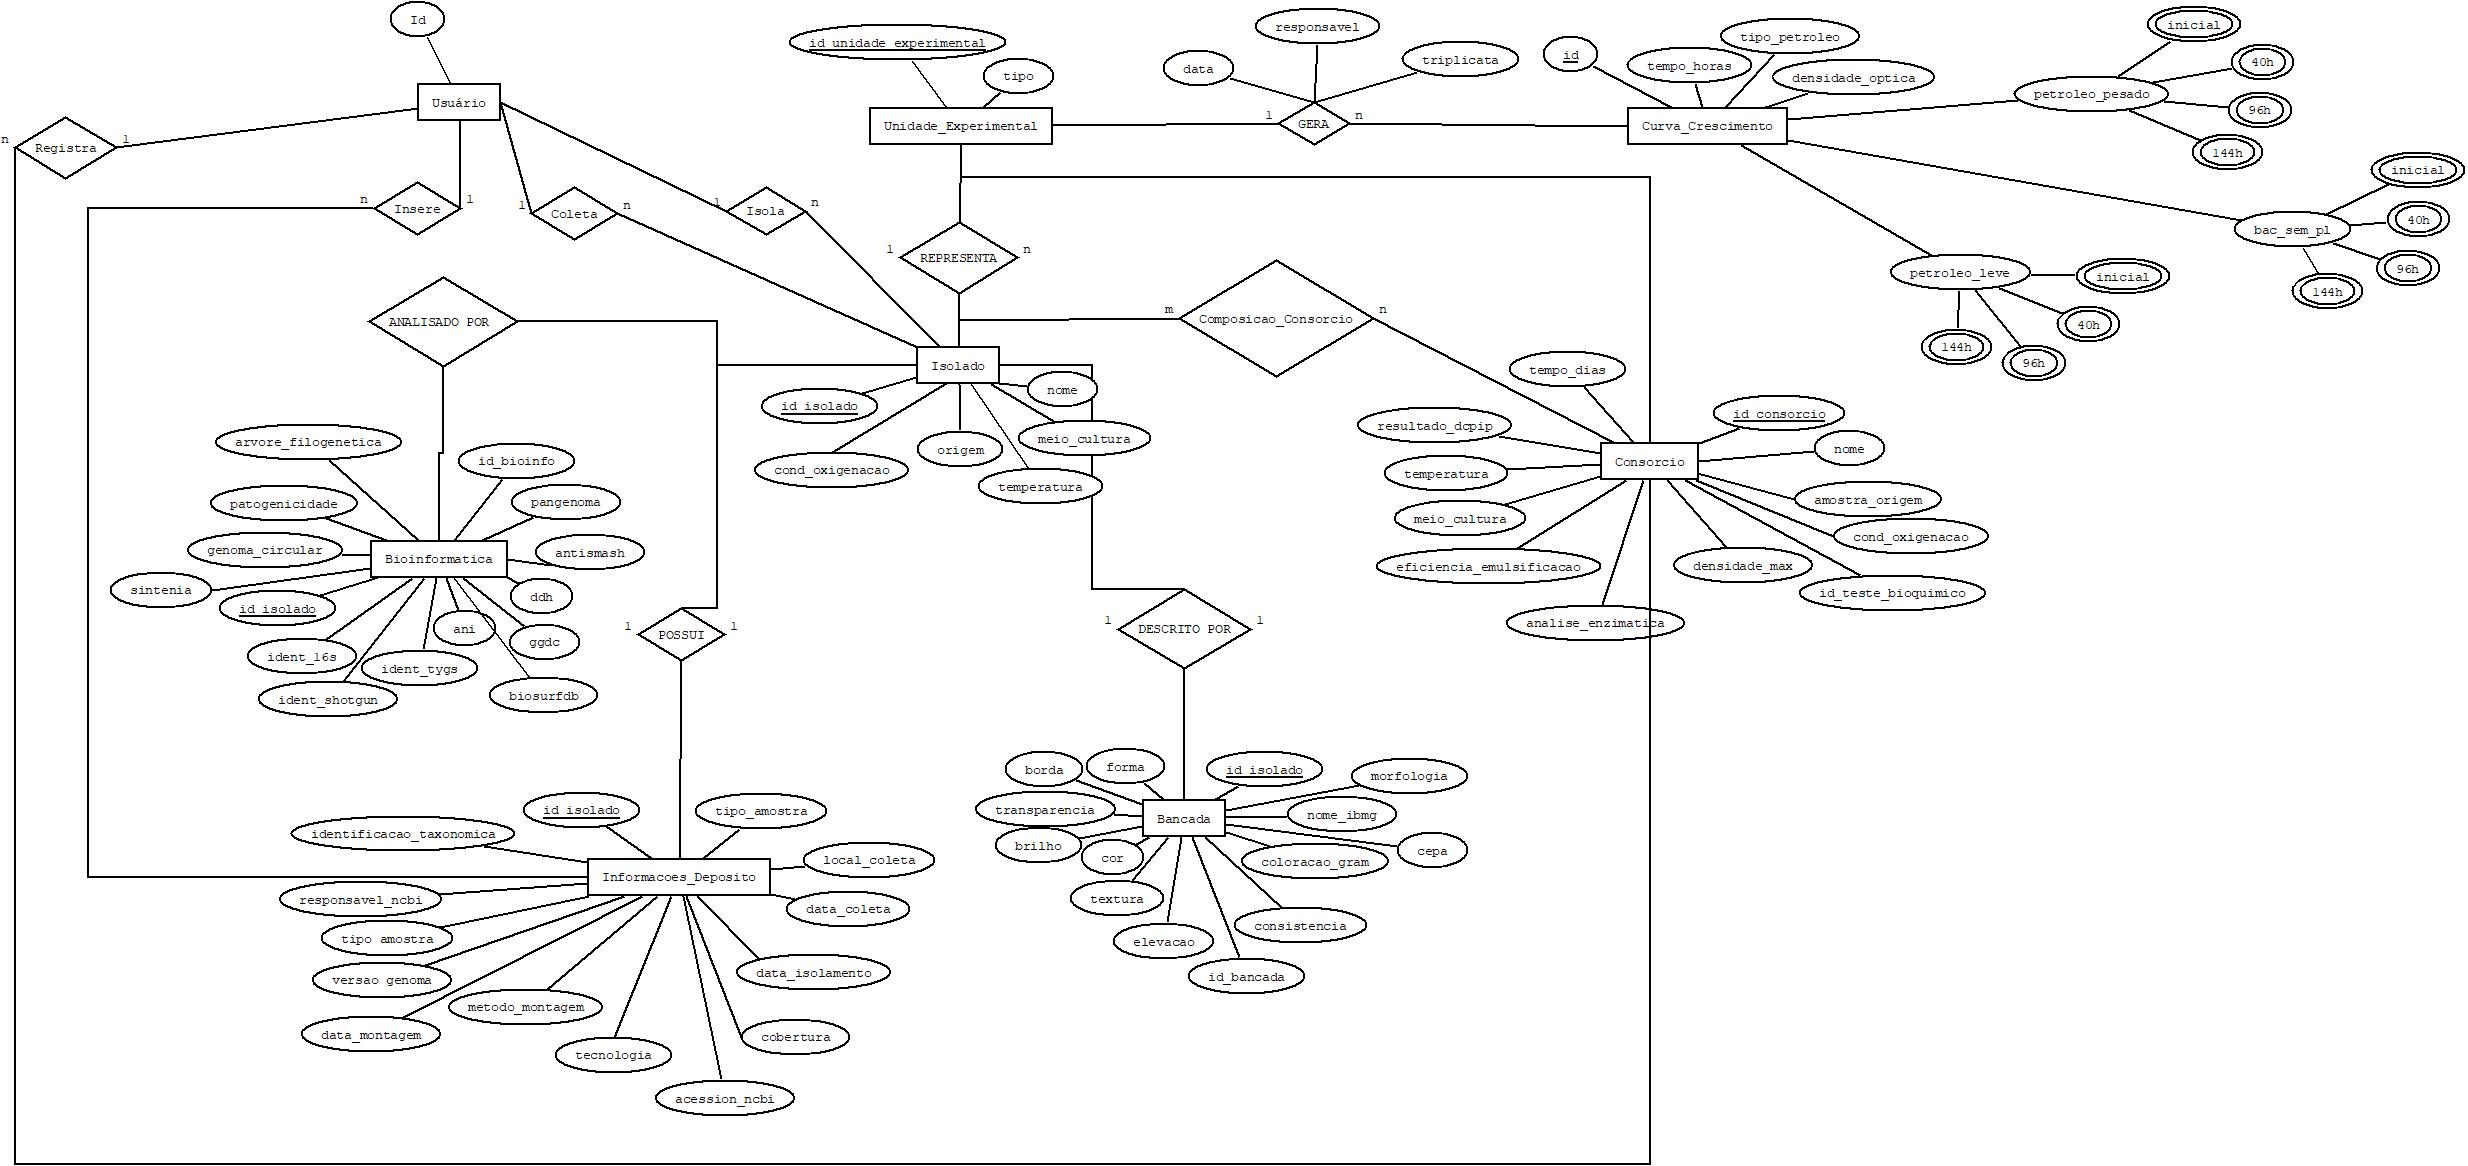 Id
responsavel
inicial
id_unidade_experimental
tipo_petroleo
triplicata
id
tempo_horas
40h
data
tipo
densidade_optica
petroleo_pesado
Usuário
96h
Unidade_Experimental
1
GERA
n
Curva_Crescimento
n
Registra
1
144h
inicial
n
Insere
1
1
Coleta
n
1
Isola
n
40h
bac_sem_pl
1
REPRESENTA
n
96h
petroleo_leve
inicial
144h
ANALISADO POR
m
Composicao_Consorcio
n
40h
144h
96h
Isolado
tempo_dias
id_isolado
nome
resultado_dcpip
id_consorcio
arvore_filogenetica
meio_cultura
origem
nome
id_bioinfo
cond_oxigenacao
Consorcio
temperatura
temperatura
patogenicidade
pangenoma
amostra_origem
meio_cultura
genoma_circular
antismash
cond_oxigenacao
Bioinformatica
eficiencia_emulsificacao
densidade_max
sintenia
ddh
id_teste_bioquimico
id_isolado
ani
analise_enzimatica
1
POSSUI
1
1
DESCRITO POR
1
ident_16s
ggdc
ident_tygs
ident_shotgun
biosurfdb
borda
forma
id_isolado
morfologia
id_isolado
tipo_amostra
transparencia
Bancada
nome_ibmg
identificacao_taxonomica
brilho
cor
coloracao_gram
cepa
local_coleta
Informacoes_Deposito
responsavel_ncbi
textura
data_coleta
consistencia
tipo amostra
elevacao
versao genoma
data_isolamento
id_bancada
metodo_montagem
data_montagem
cobertura
tecnologia
acession_ncbi